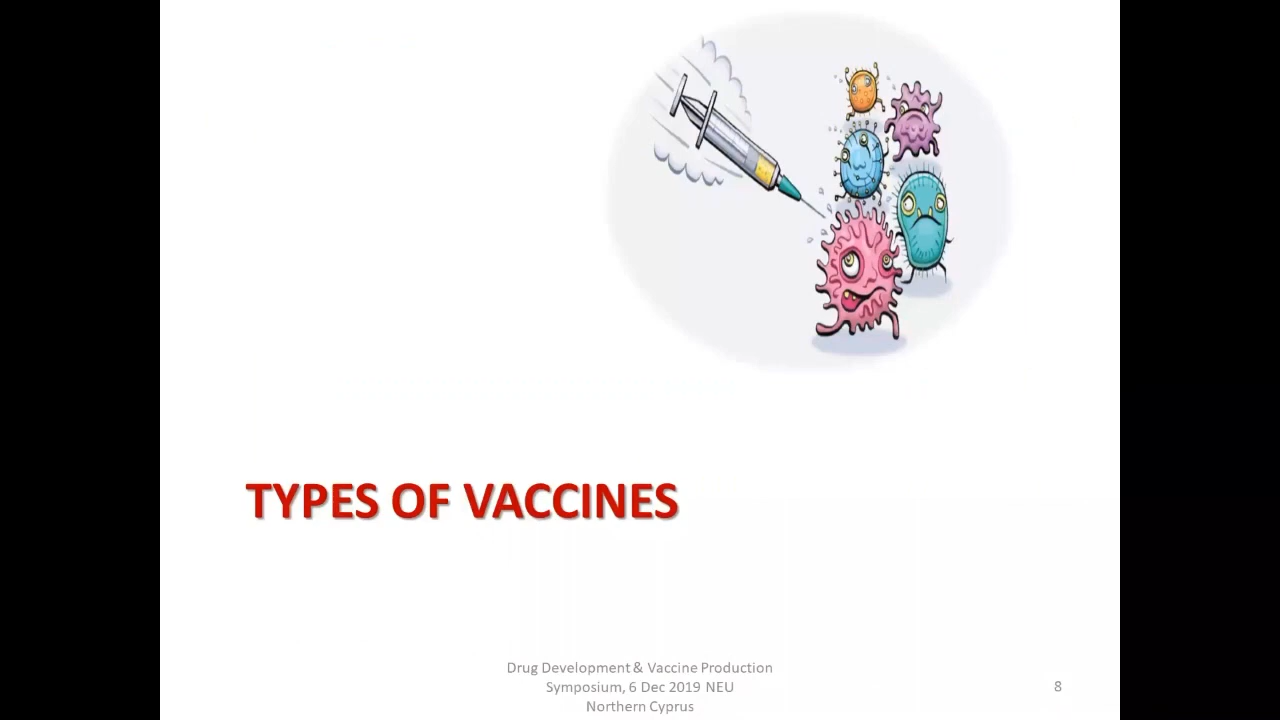 TYPES OF VACCINES
Drug Development & Vaccine Production
Symposium, 6 Dec 2019 NEU
Northern Cyprus
8